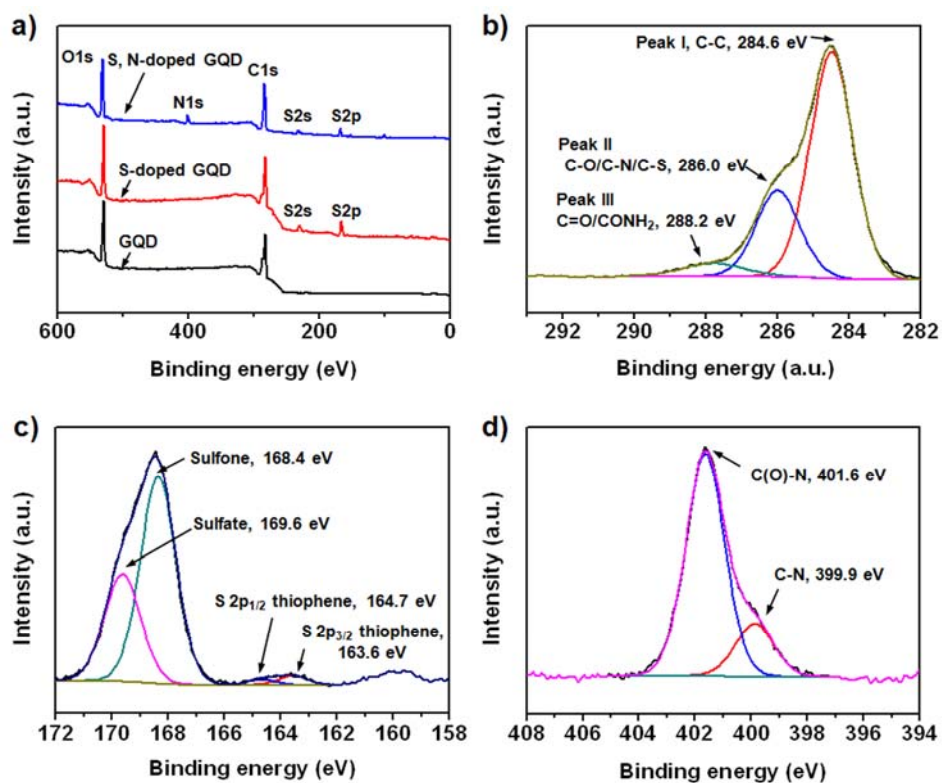 a)
O1s
S, N-doped GQD
C1s
N1s
S2s
S2p
S-doped GQD
S2s
S2p
GQD
Intensity (a.u.)
600
400
200
0
Binding energy (eV)
b)
Peak I, C-C, 284.6 eV
Peak II
C-O/C-N/C-S, 286.0 eV
Peak III
C=O/CONH₂, 288.2 eV
Intensity (a.u.)
292 290 288 286 284 282
Binding energy (a.u.)
c)
Sulfone, 168.4 eV
Sulfate, 169.6 eV
S 2p₁/₂ thiophene, 164.7 eV
S 2p₃/₂ thiophene,
163.6 eV
Intensity (a.u.)
172 170 168 166 164 162 160 158
Binding energy (eV)
d)
C(O)-N, 401.6 eV
C-N, 399.9 eV
Intensity (a.u.)
408 406 404 402 400 398 396 394
Binding energy (eV)